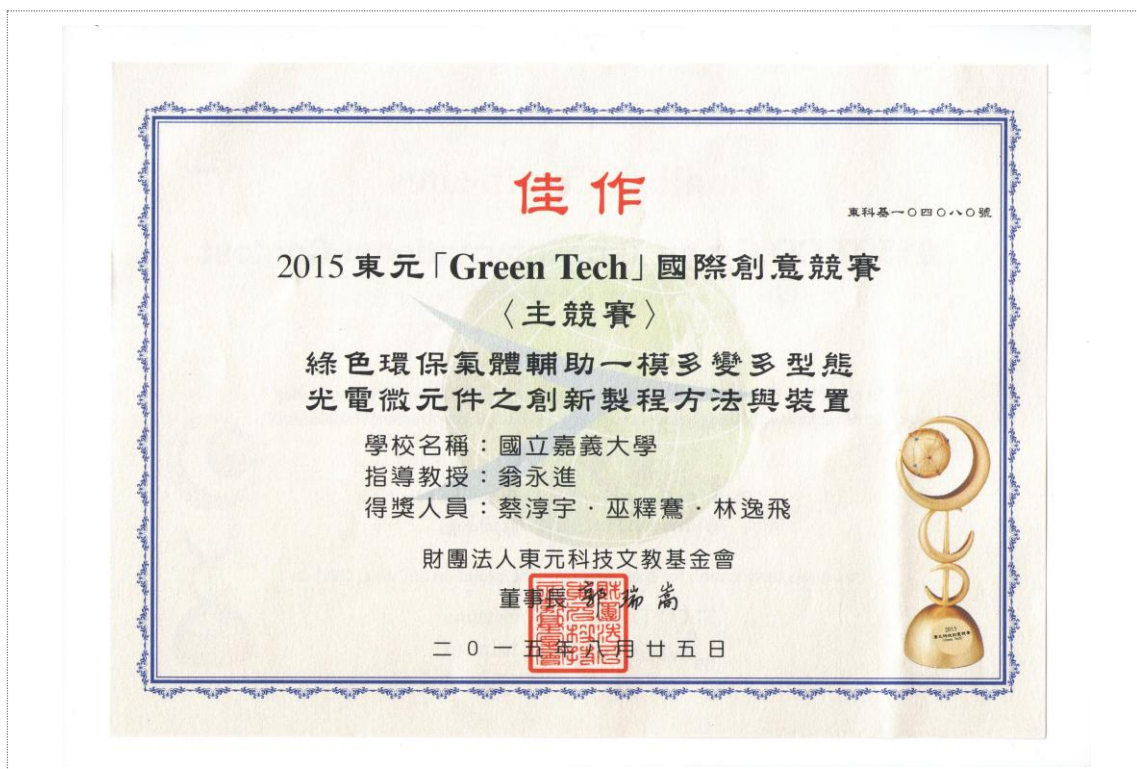 佳作
東科基一〇四〇八〇號
2015 東元「Green Tech」國際創意競賽
〈主競賽〉
綠色環保氣體輔助一模多變多型態
光電微元件之創新製程方法與裝置
學校名稱：國立嘉義大學
指導教授：翁永進
得獎人員：蔡淳宇．巫釋騫．林逸飛
財團法人東元科技文教基金會
董事長 郭瑞嵩
二〇一五年八月廿五日
2015